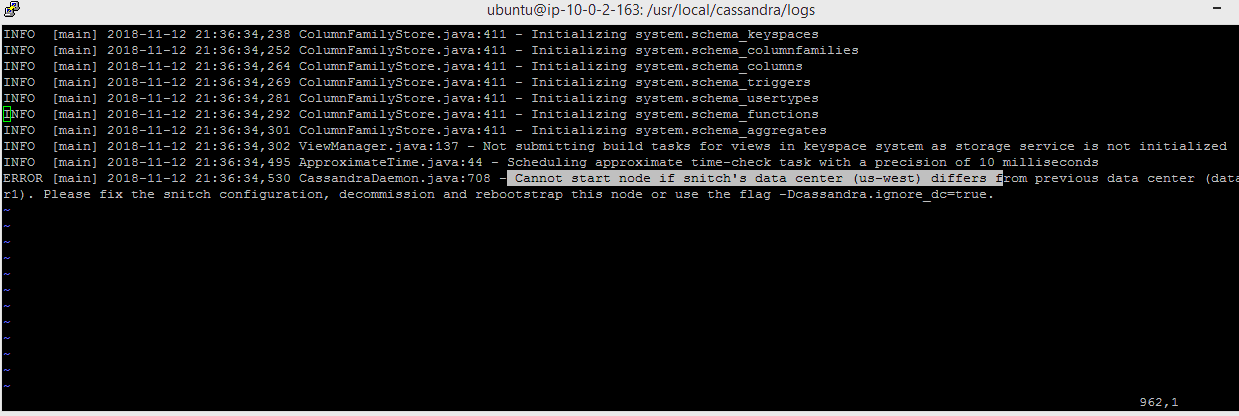 ubuntu@ip-10-0-2-163: /usr/local/cassandra/logs
INFO  [main] 2018-11-12 21:36:34,238 ColumnFamilyStore.java:411 - Initializing system.schema_keyspaces
INFO  [main] 2018-11-12 21:36:34,252 ColumnFamilyStore.java:411 - Initializing system.schema_columnfamilies
INFO  [main] 2018-11-12 21:36:34,264 ColumnFamilyStore.java:411 - Initializing system.schema_columns
INFO  [main] 2018-11-12 21:36:34,269 ColumnFamilyStore.java:411 - Initializing system.schema_triggers
INFO  [main] 2018-11-12 21:36:34,281 ColumnFamilyStore.java:411 - Initializing system.schema_usertypes
INFO  [main] 2018-11-12 21:36:34,292 ColumnFamilyStore.java:411 - Initializing system.schema_functions
INFO  [main] 2018-11-12 21:36:34,301 ColumnFamilyStore.java:411 - Initializing system.schema_aggregates
INFO  [main] 2018-11-12 21:36:34,302 ViewManager.java:137 - Not submitting build tasks for views in keyspace system as storage service is not initialized
INFO  [main] 2018-11-12 21:36:34,495 ApproximateTime.java:44 - Scheduling approximate time-check task with a precision of 10 milliseconds
ERROR [main] 2018-11-12 21:36:34,530 CassandraDaemon.java:708 - Cannot start node if snitch's data center (us-west) differs from previous data center (data
r1). Please fix the snitch configuration, decommission and rebootstrap this node or use the flag -Dcassandra.ignore_dc=true.
~
~
~
~
~
~
~
~
~
~
~
~
962,1